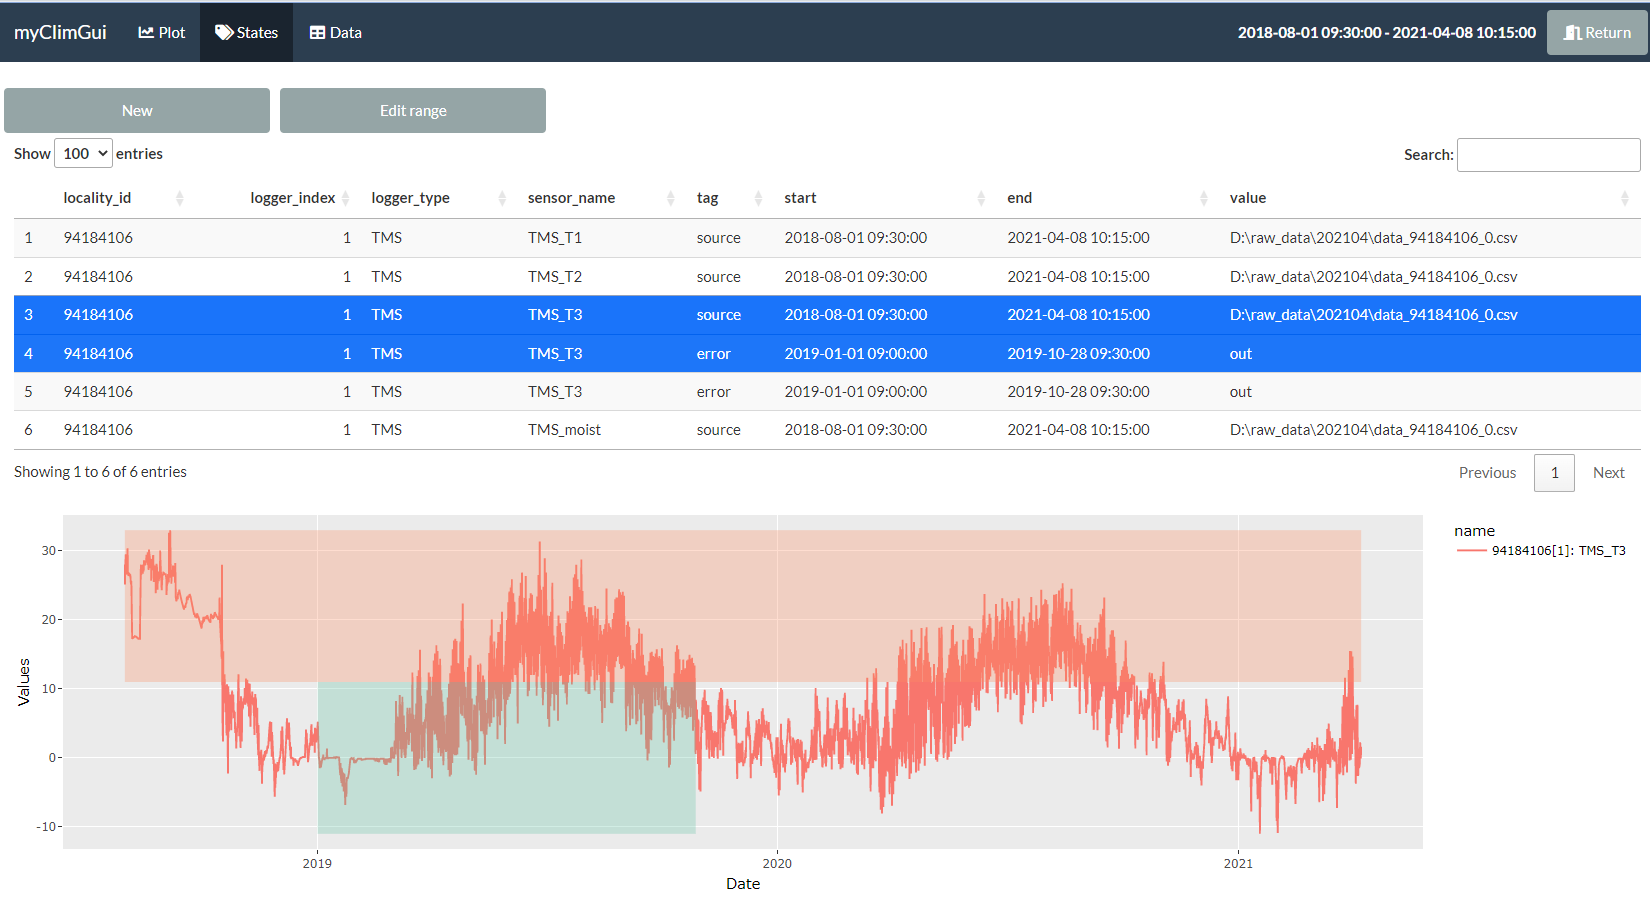 myClimGui Plot States Data 2018-08-01 09:30:00 - 2021-04-08 10:15:00 Return
New Edit range
Show 100 entries Search:
locality_id logger_index logger_type sensor_name tag start end value
1 94184106 1 TMS TMS_T1 source 2018-08-01 09:30:00 2021-04-08 10:15:00 D:\raw_data\202104\data_94184106_0.csv
2 94184106 1 TMS TMS_T2 source 2018-08-01 09:30:00 2021-04-08 10:15:00 D:\raw_data\202104\data_94184106_0.csv
3 94184106 1 TMS TMS_T3 source 2018-08-01 09:30:00 2021-04-08 10:15:00 D:\raw_data\202104\data_94184106_0.csv
4 94184106 1 TMS TMS_T3 error 2019-01-01 09:00:00 2019-10-28 09:30:00 out
5 94184106 1 TMS TMS_T3 error 2019-01-01 09:00:00 2019-10-28 09:30:00 out
6 94184106 1 TMS TMS_moist source 2018-08-01 09:30:00 2021-04-08 10:15:00 D:\raw_data\202104\data_94184106_0.csv
Showing 1 to 6 of 6 entries Previous 1 Next
name
94184106[1]: TMS_T3
Values
30
20
10
0
-10
2019 2020 2021
Date